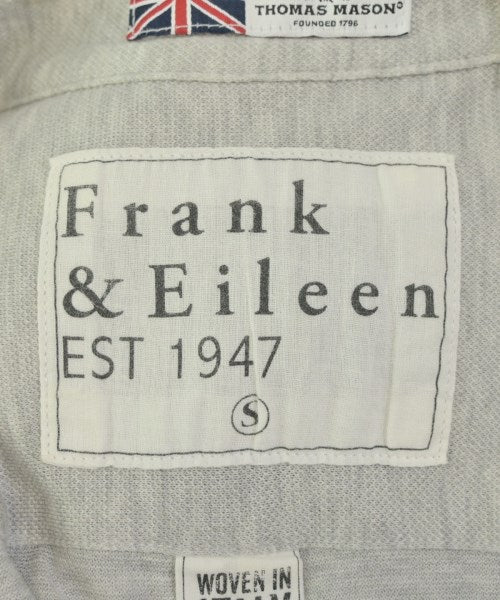 THOMAS MASON
FOUNDED 1796
Frank
& Eileen
EST 1947
S
WOVEN IN